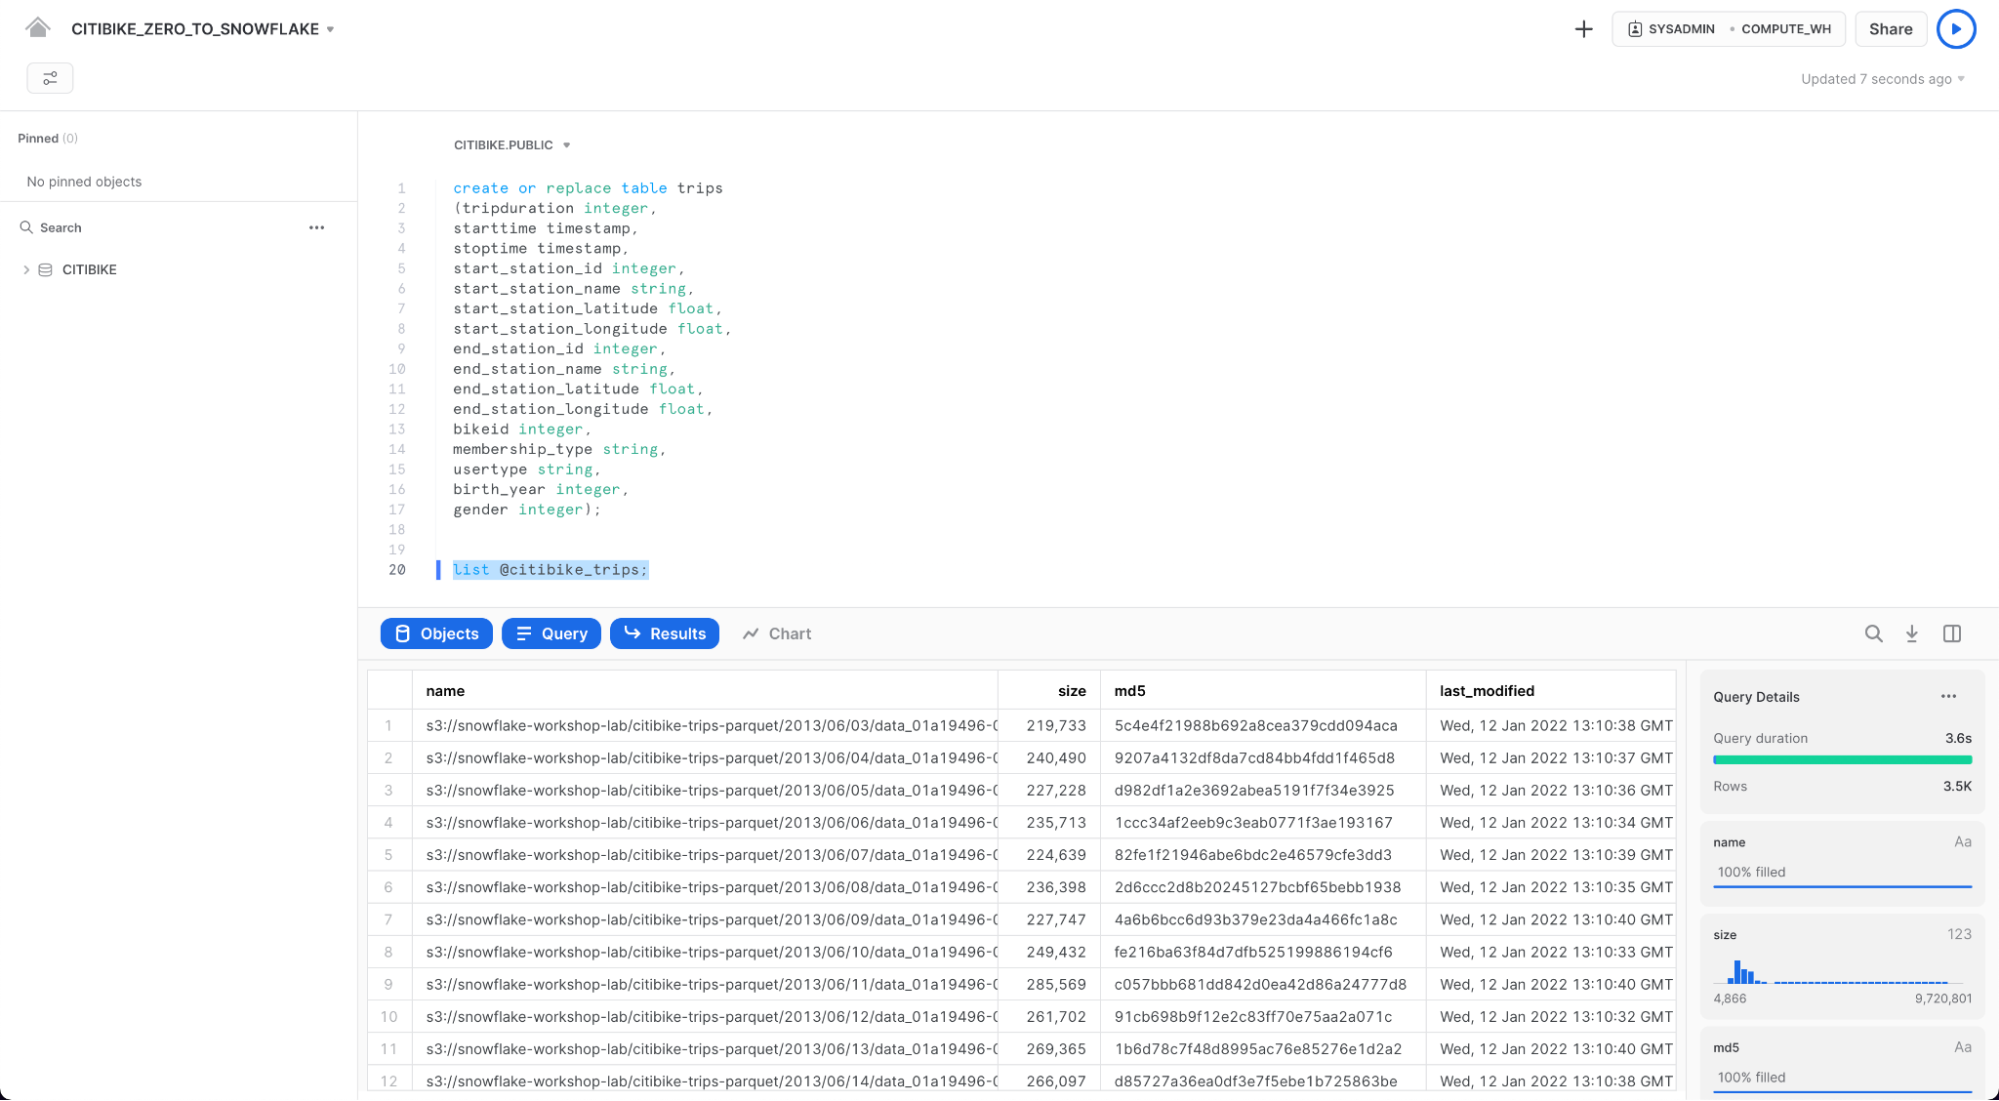 CITIBIKE_ZERO_TO_SNOWFLAKE
SYSADMIN • COMPUTE_WH
Share
Updated 7 seconds ago
Pinned (0)
No pinned objects
Search
CITIBIKE
CITIBIKE.PUBLIC
1 create or replace table trips
2 (tripduration integer,
3 starttime timestamp,
4 stoptime timestamp,
5 start_station_id integer,
6 start_station_name string,
7 start_station_latitude float,
8 start_station_longitude float,
9 end_station_id integer,
10 end_station_name string,
11 end_station_latitude float,
12 end_station_longitude float,
13 bikeid integer,
14 membership_type string,
15 usertype string,
16 birth_year integer,
17 gender integer);
18
19
20 list @citibike_trips;
Objects Query Results Chart
name size md5 last_modified
1 s3://snowflake-workshop-lab/citibike-trips-parquet/2013/06/03/data_01a19496-0 219,733 5c4e4f21988b692a8cea379cdd094aca Wed, 12 Jan 2022 13:10:38 GMT
2 s3://snowflake-workshop-lab/citibike-trips-parquet/2013/06/04/data_01a19496-0 240,490 9207a4132df8da7cd84bb4fdd1f465d8 Wed, 12 Jan 2022 13:10:37 GMT
3 s3://snowflake-workshop-lab/citibike-trips-parquet/2013/06/05/data_01a19496-0 227,228 d982df1a2e3692abea5191f7f34e3925 Wed, 12 Jan 2022 13:10:36 GMT
4 s3://snowflake-workshop-lab/citibike-trips-parquet/2013/06/06/data_01a19496-0 235,713 1ccc34af2eeb9c3eab0771f3ae193167 Wed, 12 Jan 2022 13:10:34 GMT
5 s3://snowflake-workshop-lab/citibike-trips-parquet/2013/06/07/data_01a19496-0 224,639 82fe1f21946abe6bdc2e46579cfe3dd3 Wed, 12 Jan 2022 13:10:39 GMT
6 s3://snowflake-workshop-lab/citibike-trips-parquet/2013/06/08/data_01a19496-0 236,398 2d6ccc2d8b20245127bcbf65bebb1938 Wed, 12 Jan 2022 13:10:35 GMT
7 s3://snowflake-workshop-lab/citibike-trips-parquet/2013/06/09/data_01a19496-0 227,747 4a6b6bcc6d93b379e23da4a466fc1a8c Wed, 12 Jan 2022 13:10:40 GMT
8 s3://snowflake-workshop-lab/citibike-trips-parquet/2013/06/10/data_01a19496-0 249,432 fe216ba63f84d7dfb525199886194cf6 Wed, 12 Jan 2022 13:10:33 GMT
9 s3://snowflake-workshop-lab/citibike-trips-parquet/2013/06/11/data_01a19496-0 285,569 c057bbb681dd842d0ea42d86a24777d8 Wed, 12 Jan 2022 13:10:40 GMT
10 s3://snowflake-workshop-lab/citibike-trips-parquet/2013/06/12/data_01a19496-0 261,702 91cb698b9f12e2c83ff70e75aa2a071c Wed, 12 Jan 2022 13:10:32 GMT
11 s3://snowflake-workshop-lab/citibike-trips-parquet/2013/06/13/data_01a19496-0 269,365 1b6d78c7f48d8995ac76e85276e1d2a2 Wed, 12 Jan 2022 13:10:40 GMT
12 s3://snowflake-workshop-lab/citibike-trips-parquet/2013/06/14/data_01a19496-0 266,097 d85727a36ea0df3e7f5ebe1b725863be Wed, 12 Jan 2022 13:10:38 GMT
Query Details
Query duration 3.6s
Rows 3.5K
name Aa
100% filled
size 123
4,866 9,720,801
md5 Aa
100% filled